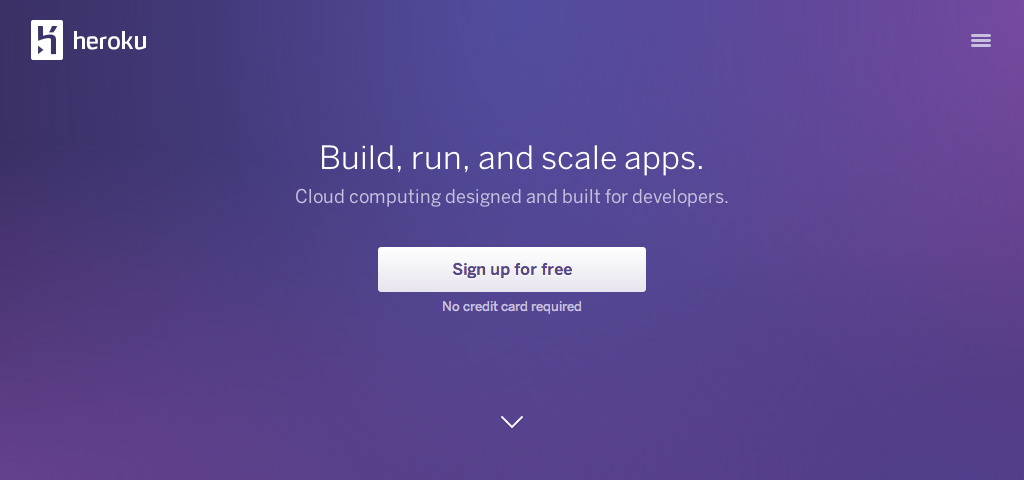 heroku
Build, run, and scale apps.
Cloud computing designed and built for developers.
Sign up for free
No credit card required